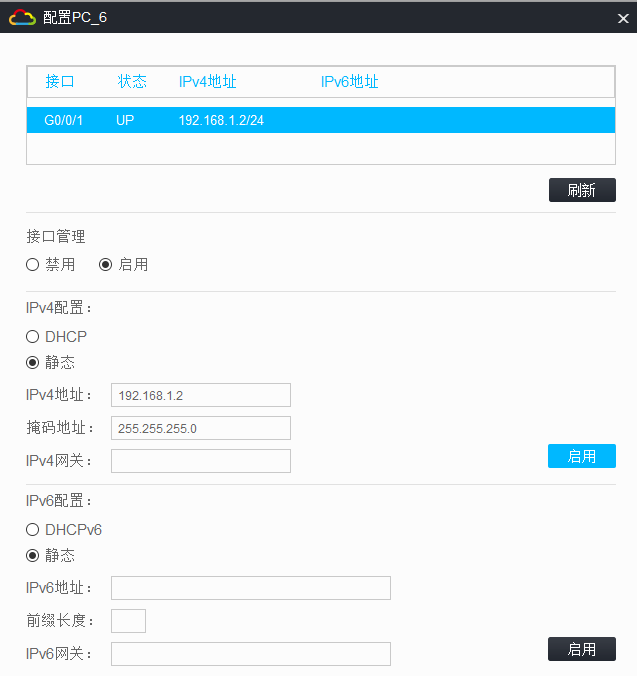 配置PC_6
接口 状态 IPv4地址 IPv6地址
G0/0/1 UP 192.168.1.2/24
刷新
接口管理
禁用 启用
IPv4配置：
DHCP
静态
IPv4地址： 192.168.1.2
掩码地址： 255.255.255.0
IPv4网关：
启用
IPv6配置：
DHCPv6
静态
IPv6地址：
前缀长度：
IPv6网关：
启用